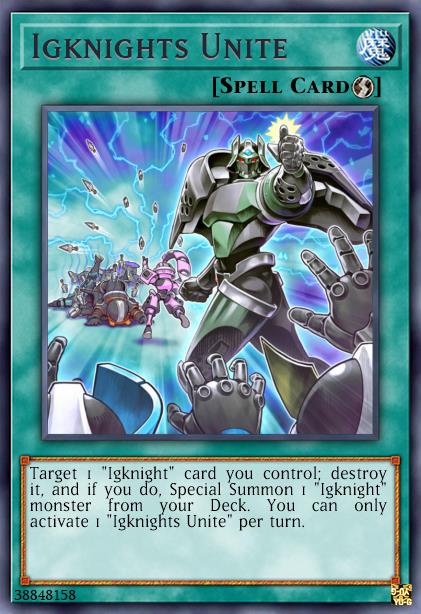 Igknights Unite
魔
[Spell Card]
Target 1 "Igknight" card you control; destroy
it, and if you do, Special Summon 1 "Igknight"
monster from your Deck. You can only
activate 1 "Igknights Unite" per turn.
38848158